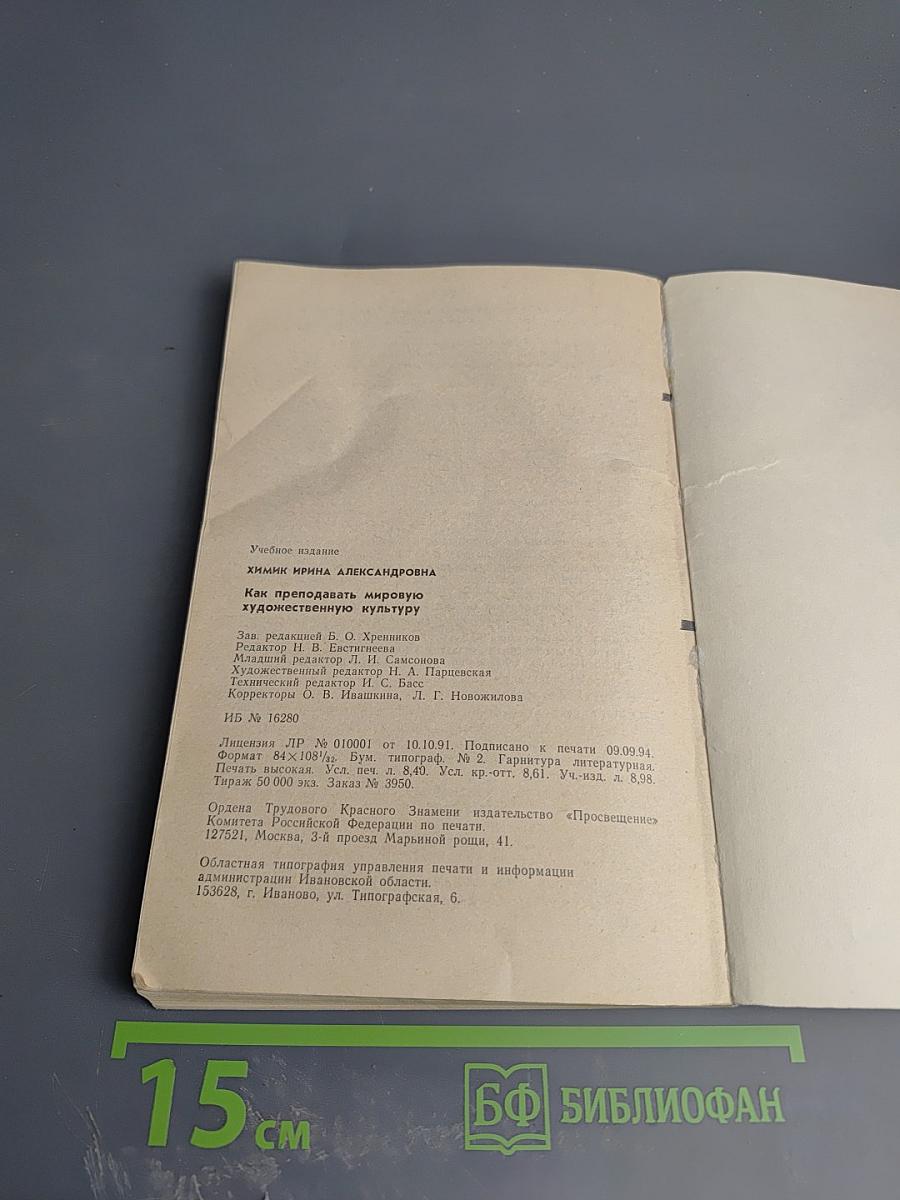 Учебное издание
ХИМИК ИРИНА АЛЕКСАНДРОВНА
Как преподавать мировую
художественную культуру
Зав. редакцией Б. О. Хренников
Редактор Н. В. Евстигнеева
Младший редактор Л. И. Самсонова
Художественный редактор Н. А. Парцевская
Технический редактор И. С. Басс
Корректоры О. В. Ивашкина, Л. Г. Новожилова
ИБ № 16280
Лицензия ЛР № 010001 от 10.10.91. Подписано к печати 09.09.94.
Формат 84×108¹/₃₂. Бум. типограф. № 2. Гарнитура литературная.
Печать высокая. Усл. печ. л. 8,40. Усл. кр.-отт. 8,61. Уч.-изд. л. 8,98.
Тираж 50 000 экз. Заказ № 3950.
Ордена Трудового Красного Знамени издательство «Просвещение»
Комитета Российской Федерации по печати.
127521, Москва, 3-й проезд Марьиной рощи, 41.
Областная типография управления печати и информации
администрации Ивановской области.
153628, г. Иваново, ул. Типографская, 6.
15 см
БФ БИБЛИОФАН